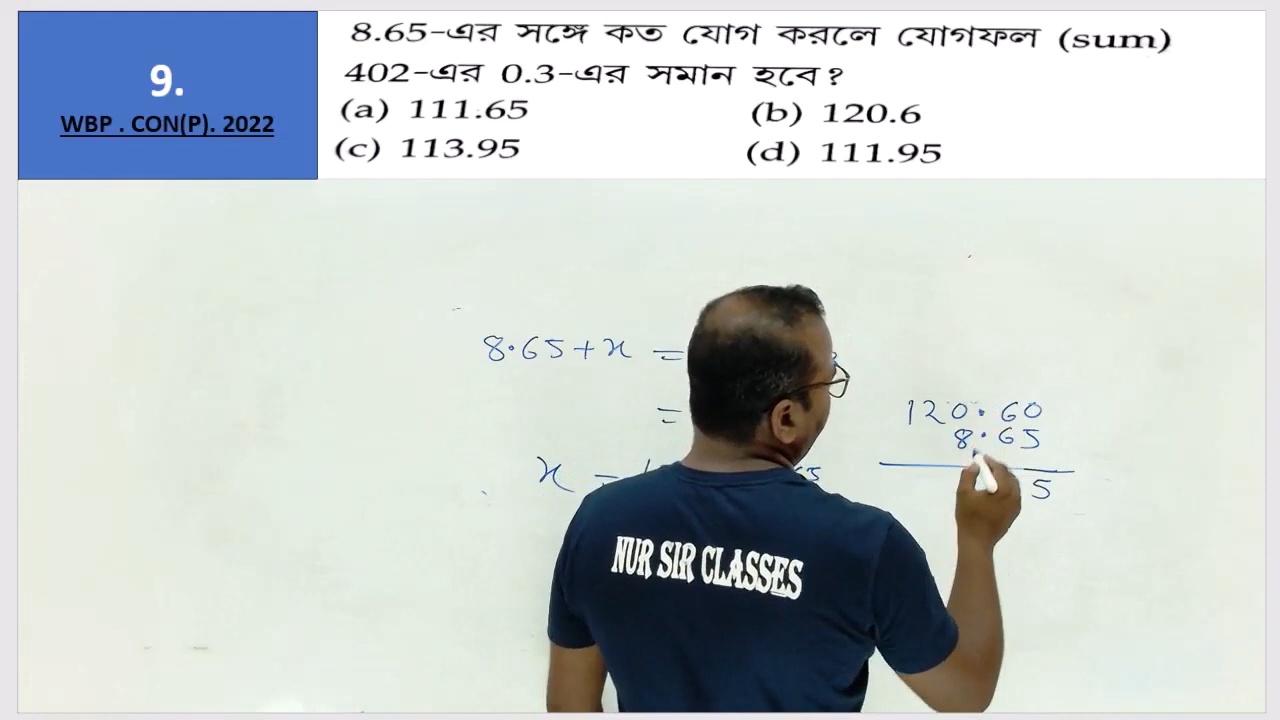 9.
WBP . CON(P). 2022
8.65-এর সঙ্গে কত যোগ করলে যোগফল (sum)
402-এর 0.3-এর সমান হবে?
(a) 111.65 (b) 120.6
(c) 113.95 (d) 111.95
8.65+x =
=
x =
120.60
8.65
5
NUR SIR CLASSES